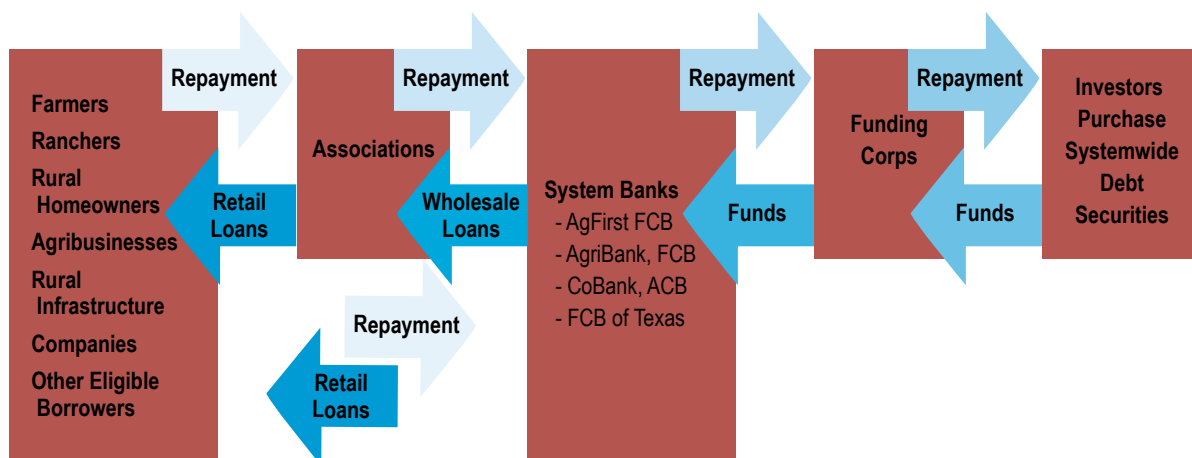 Repayment
Repayment
Repayment
Repayment
Farmers
Ranchers
Rural
Homeowners
Agribusinesses
Rural
Infrastructure
Companies
Other Eligible
Borrowers
Retail
Loans
Associations
Wholesale
Loans
Repayment
Retail
Loans
System Banks
- AgFirst FCB
- AgriBank, FCB
- CoBank, ACB
- FCB of Texas
Funds
Funding
Corps
Funds
Investors
Purchase
Systemwide
Debt
Securities